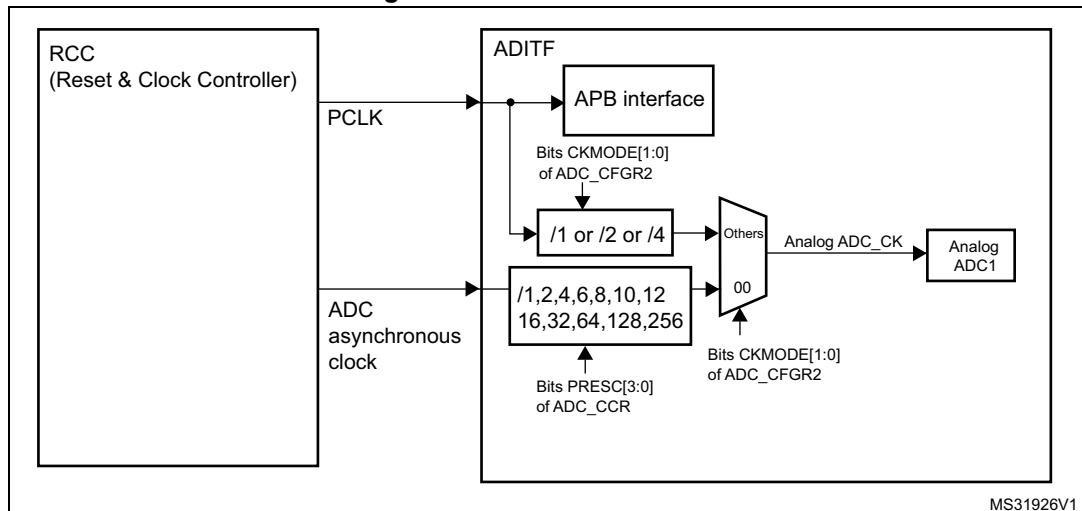 RCC
(Reset & Clock Controller)
PCLK
ADC
asynchronous
clock
ADITF
APB interface
Bits CKMODE[1:0]
of ADC_CFGR2
/1 or /2 or /4
/1,2,4,6,8,10,12
16,32,64,128,256
Bits PRESC[3:0]
of ADC_CCR
Others
00
Bits CKMODE[1:0]
of ADC_CFGR2
Analog ADC_CK
Analog
ADC1
MS31926V1